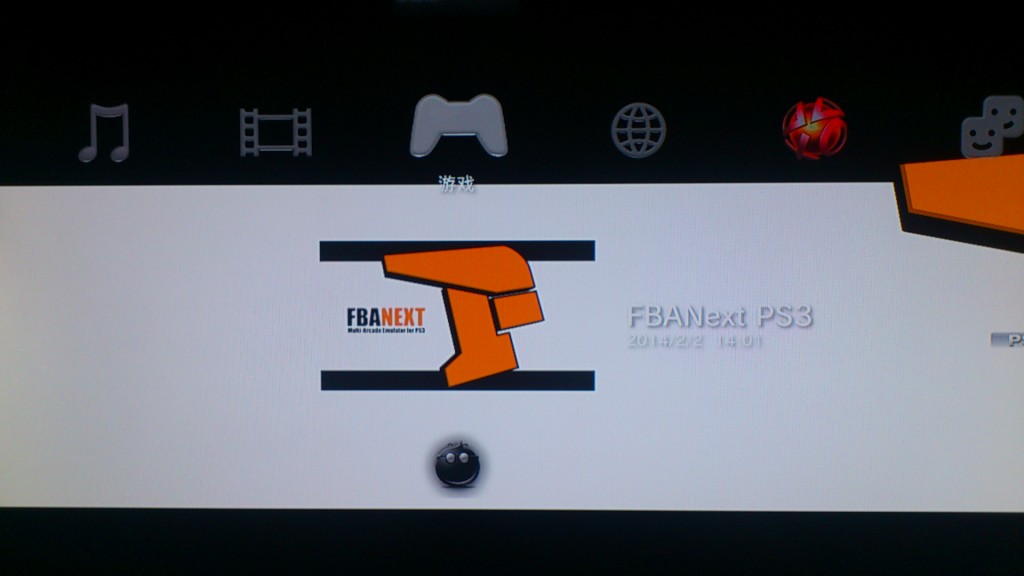 游戏
FBANEXT
Multi Arcade Emulator for PS3
FBANext PS3
2014/2/2 14:01